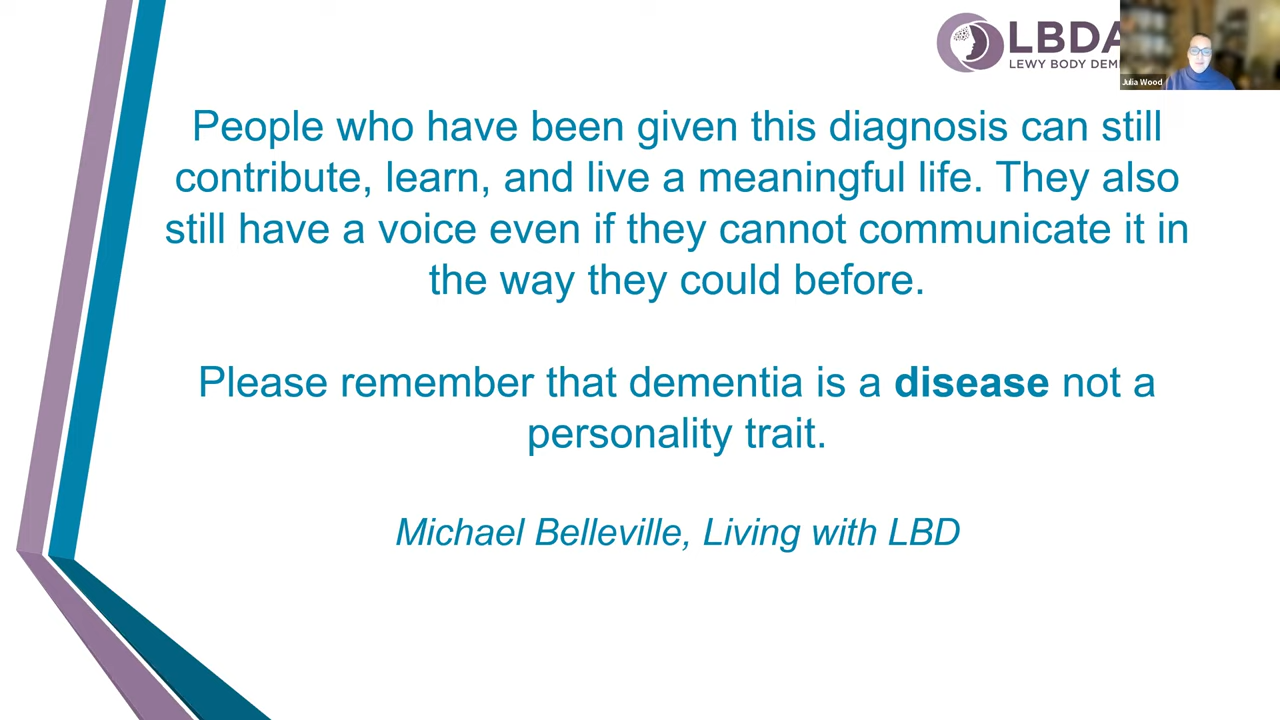 LBDA
LEWY BODY DEM
Julia Wood
People who have been given this diagnosis can still
contribute, learn, and live a meaningful life. They also
still have a voice even if they cannot communicate it in
the way they could before.
Please remember that dementia is a disease not a
personality trait.
Michael Belleville, Living with LBD